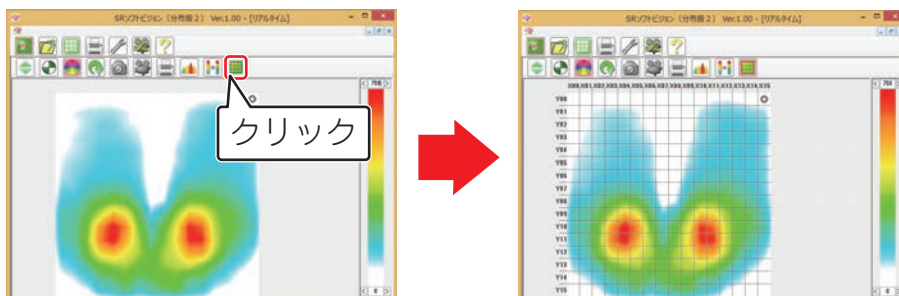 SRソフトビジョン（分布版2） Ver.1.00 - [リアルタイム]
クリック
SRソフトビジョン（分布版2） Ver.1.00 - [リアルタイム]
X00 X01 X02 X03 X04 X05 X06 X07 X08 X09 X10 X11 X12 X13 X14 X15
Y00
Y01
Y02
Y03
Y04
Y05
Y06
Y07
Y08
Y09
Y10
Y11
Y12
Y13
Y14
Y15
0